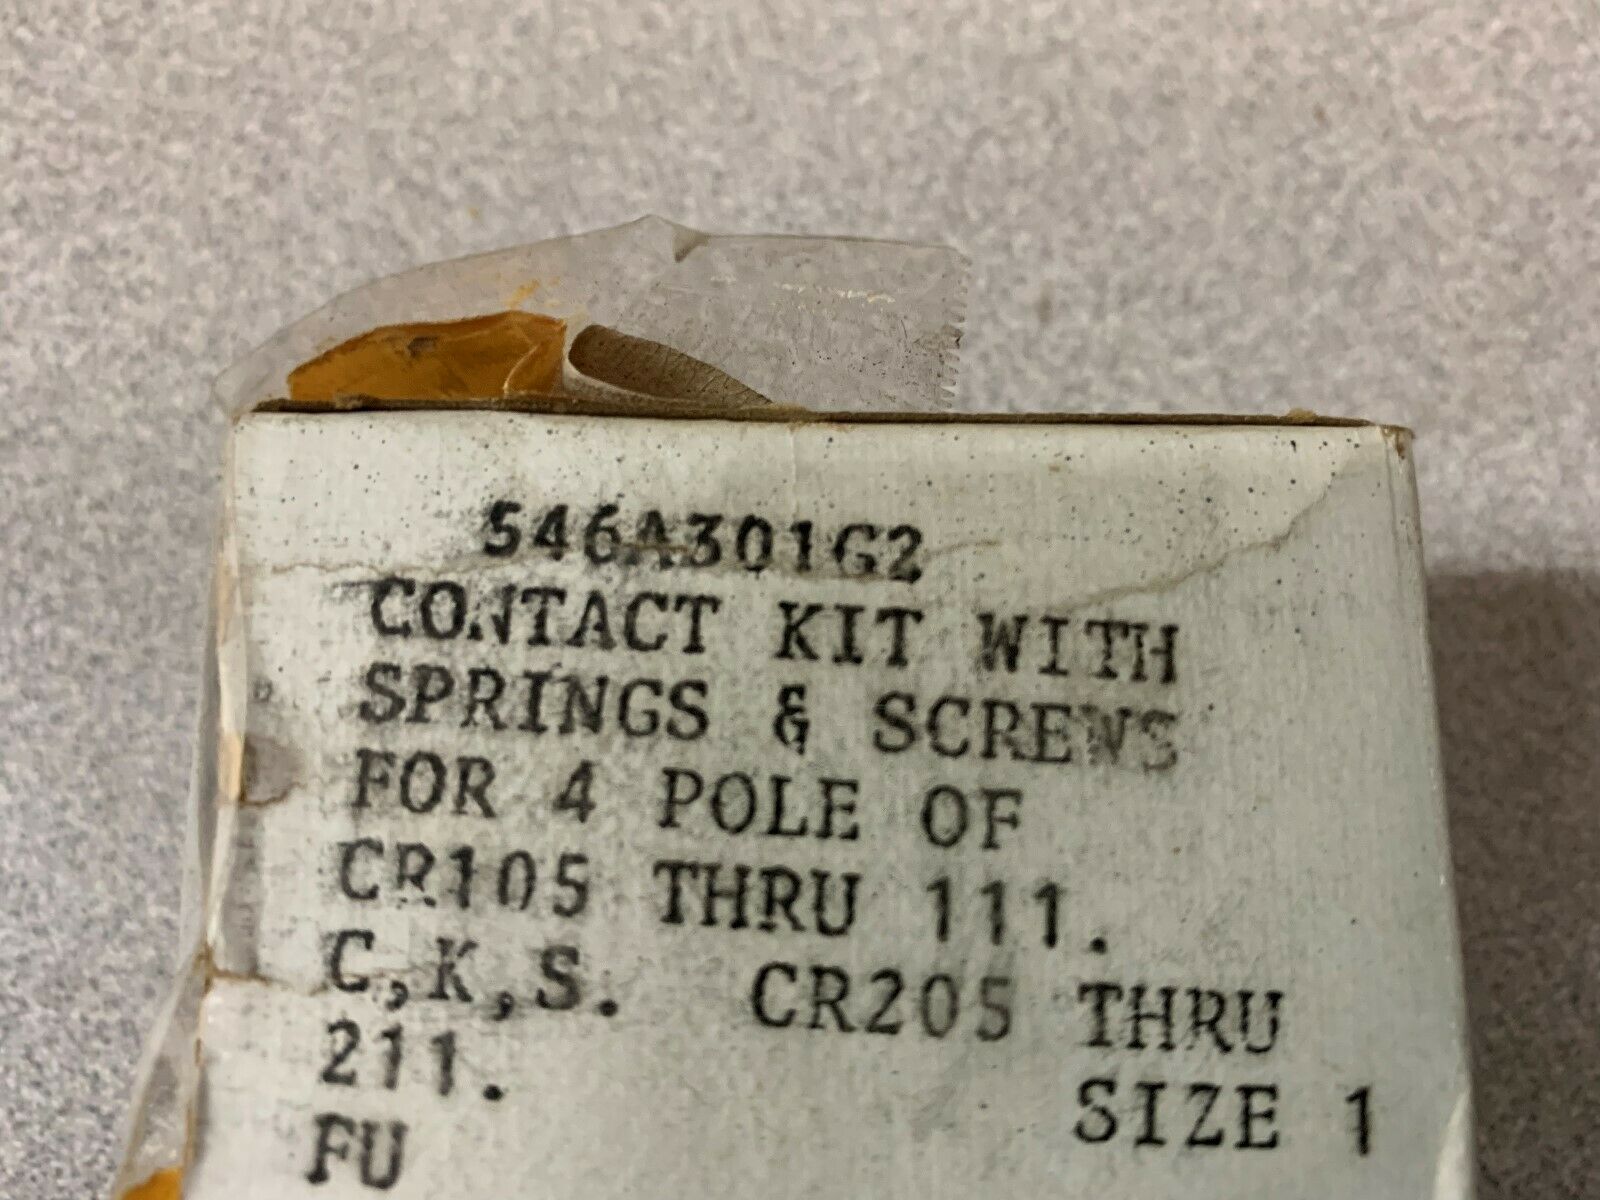 546A301G2
CONTACT KIT WITH
SPRINGS & SCREWS
FOR 4 POLE OF
CR105 THRU 111.
C,K,S. CR205 THRU
211.
SIZE 1
FU